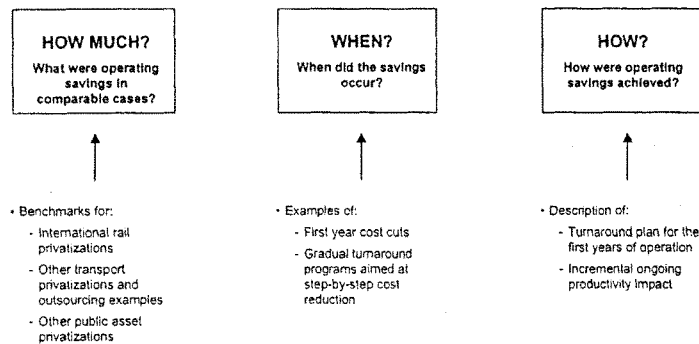 HOW MUCH?
What were operating
savings in
comparable cases?
WHEN?
When did the savings
occur?
HOW?
How were operating
savings achieved?
• Benchmarks for:
- International rail
privatizations
- Other transport
privatizations and
outsourcing examples
- Other public asset
privatizations
• Examples of:
- First year cost cuts
- Gradual turnaround
programs aimed at
step-by-step cost
reduction
• Description of:
- Turnaround plan for the
first years of operation
- Incremental ongoing
productivity impact